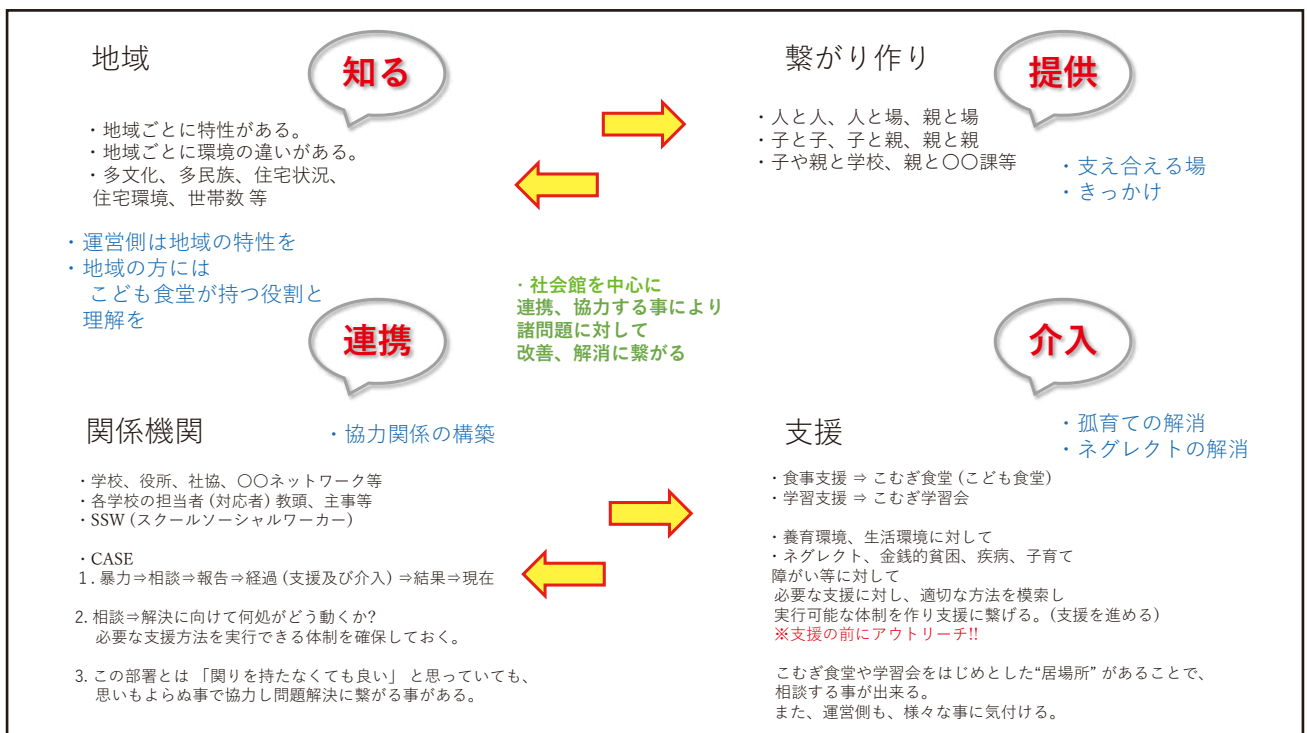 地域
知る
・地域ごとに特性がある。
・地域ごとに環境の違いがある。
・多文化、多民族、住宅状況、
住宅環境、世帯数 等
・運営側は地域の特性を
・地域の方には
こども食堂が持つ役割と
理解を
繋がり作り
提供
・人と人、人と場、親と場
・子と子、子と親、親と親
・子や親と学校、親と〇〇課等
・支え合える場
・きっかけ
・社会館を中心に
連携、協力する事により
諸問題に対して
改善、解消に繋がる
連携
関係機関
・協力関係の構築
・学校、役所、社協、〇〇ネットワーク等
・各学校の担当者 (対応者) 教頭、主事等
・SSW (スクールソーシャルワーカー)
・CASE
1 . 暴力⇒相談⇒報告⇒経過 (支援及び介入) ⇒結果⇒現在
2. 相談⇒解決に向けて何処がどう動くか?
必要な支援方法を実行できる体制を確保しておく。
3. この部署とは 「関りを持たなくても良い」 と思っていても、
思いもよらぬ事で協力し問題解決に繋がる事がある。
介入
支援
・孤育ての解消
・ネグレクトの解消
・食事支援 ⇒ こむぎ食堂 (こども食堂)
・学習支援 ⇒ こむぎ学習会
・養育環境、生活環境に対して
・ネグレクト、金銭的貧困、疾病、子育て
障がい等に対して
必要な支援に対し、適切な方法を模索し
実行可能な体制を作り支援に繋げる。(支援を進める)
※支援の前にアウトリーチ!!
こむぎ食堂や学習会をはじめとした“居場所” があることで、
相談する事が出来る。
また、運営側も、様々な事に気付ける。